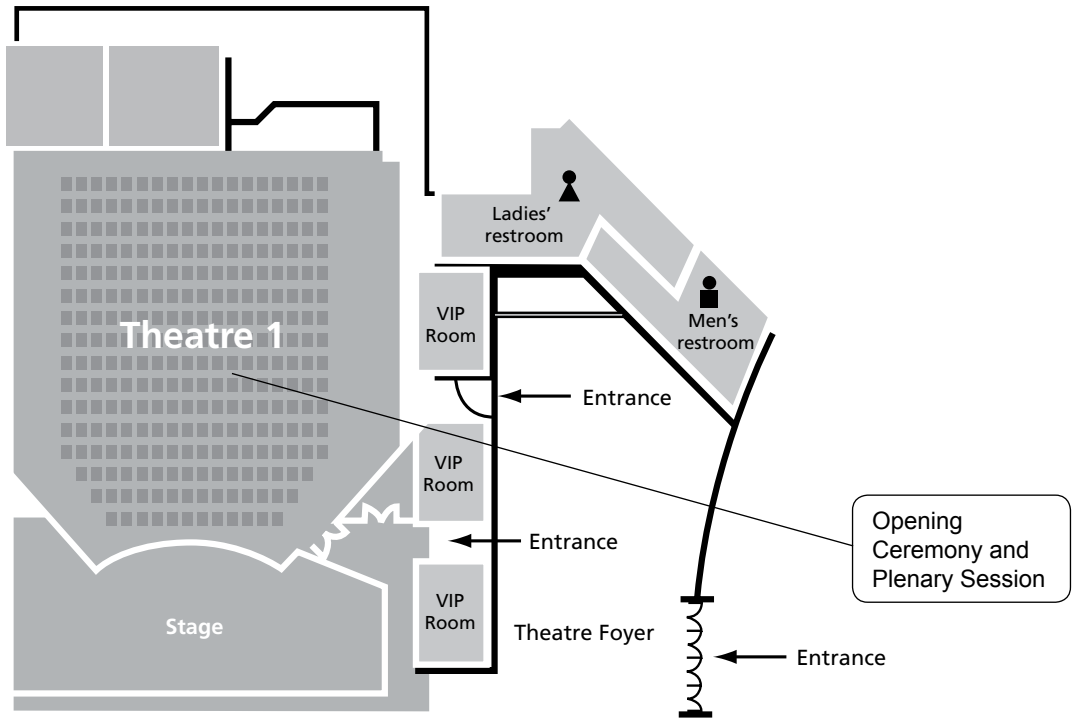 Ladies'
restroom
VIP
Room
Men's
restroom
Theatre 1
Entrance
VIP
Room
Opening
Ceremony and
Plenary Session
Entrance
VIP
Room
Stage
Theatre Foyer
Entrance